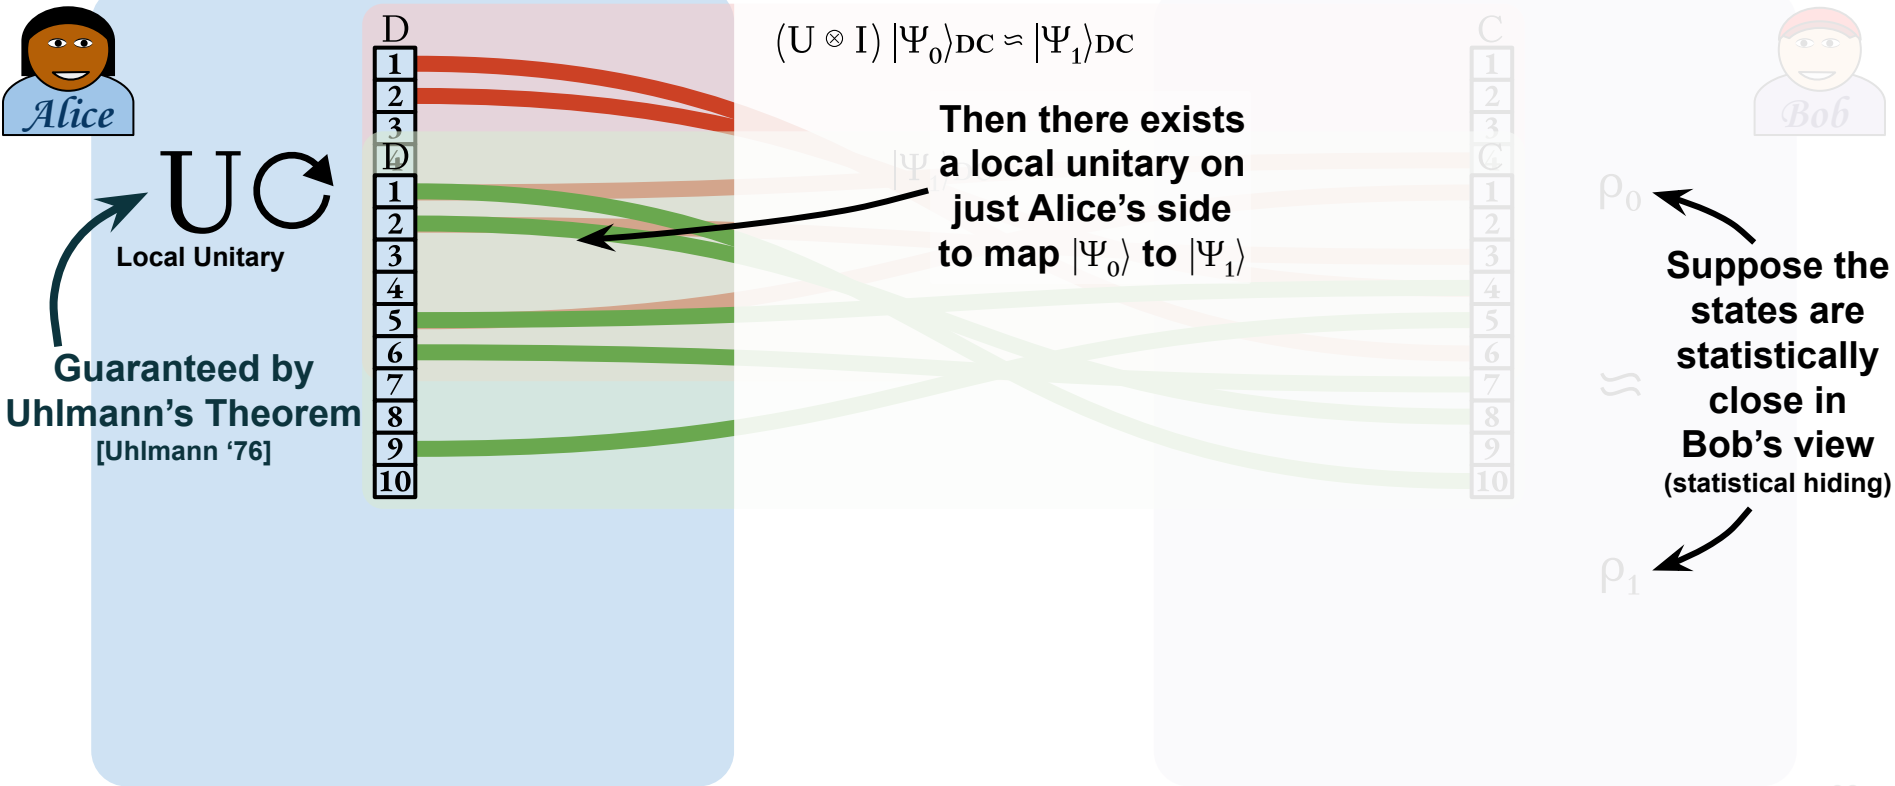 Alice
U
Local Unitary
Guaranteed by
Uhlmann’s Theorem
[Uhlmann ‘76]
D
1
2
3
4
D
1
2
3
4
5
6
7
8
9
10
(U ⊗ I) |Ψ₀⟩DC ≈ |Ψ₁⟩DC
Then there exists
a local unitary on
just Alice’s side
to map |Ψ₀⟩ to |Ψ₁⟩
|Ψ
C
1
2
3
4
C
1
2
3
4
5
6
7
8
9
10
Bob
ρ₀
≈
ρ₁
Suppose the
states are
statistically
close in
Bob’s view
(statistical hiding)